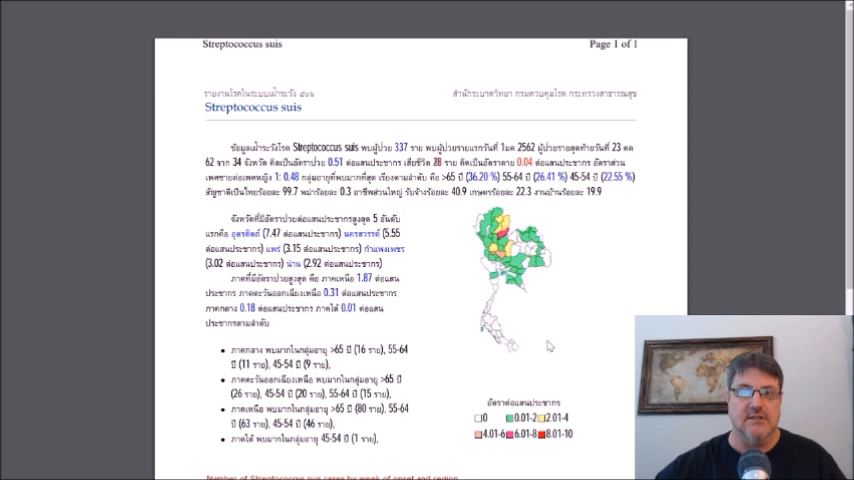 Streptococcus suis Page 1 of 1
รายงานโรคในระบบเฝ้าระวัง ๕๐๖ สำนักระบาดวิทยา กรมควบคุมโรค กระทรวงสาธารณสุข
Streptococcus suis
ข้อมูลเฝ้าระวังโรค Streptococcus suis พบผู้ป่วย 337 ราย พบผู้ป่วยรายแรกวันที่ 1มค 2562 ผู้ป่วยรายสุดท้ายวันที่ 23 ตค
62 จาก 34 จังหวัด คิดเป็นอัตราป่วย 0.51 ต่อแสนประชากร เสียชีวิต 28 ราย คิดเป็นอัตราตาย 0.04 ต่อแสนประชากร อัตราส่วน
เพศชายต่อเพศหญิง 1: 0.48 กลุ่มอายุที่พบมากที่สุด เรียงตามลำดับ คือ >65 ปี (36.20 %) 55-64 ปี (26.41 %) 45-54 ปี (22.55 %)
สัญชาติเป็นไทยร้อยละ 99.7 พม่าร้อยละ 0.3 อาชีพส่วนใหญ่ รับจ้างร้อยละ 40.9 เกษตรร้อยละ 22.3 งานบ้านร้อยละ 19.9
จังหวัดที่มีอัตราป่วยต่อแสนประชากรสูงสุด 5 อันดับ
แรกคือ อุตรดิตถ์ (7.47 ต่อแสนประชากร) นครสวรรค์ (5.55
ต่อแสนประชากร) แพร่ (3.15 ต่อแสนประชากร) กำแพงเพชร
(3.02 ต่อแสนประชากร) น่าน (2.92 ต่อแสนประชากร)
ภาคที่มีอัตราป่วยสูงสุด คือ ภาคเหนือ 1.87 ต่อแสน
ประชากร ภาคตะวันออกเฉียงเหนือ 0.31 ต่อแสนประชากร
ภาคกลาง 0.18 ต่อแสนประชากร ภาคใต้ 0.01 ต่อแสน
ประชากรตามลำดับ
• ภาคกลาง พบมากในกลุ่มอายุ >65 ปี (16 ราย), 55-64
ปี (11 ราย), 45-54 ปี (9 ราย),
• ภาคตะวันออกเฉียงเหนือ พบมากในกลุ่มอายุ >65 ปี
(26 ราย), 45-54 ปี (20 ราย), 55-64 ปี (15 ราย),
• ภาคเหนือ พบมากในกลุ่มอายุ >65 ปี (80 ราย), 55-64
ปี (63 ราย), 45-54 ปี (46 ราย),
• ภาคใต้ พบมากในกลุ่มอายุ 45-54 ปี (1 ราย),
อัตราต่อแสนประชากร
0 0.01-2 2.01-4
4.01-6 6.01-8 8.01-10
Number of Streptococcus suis cases by week of onset and region